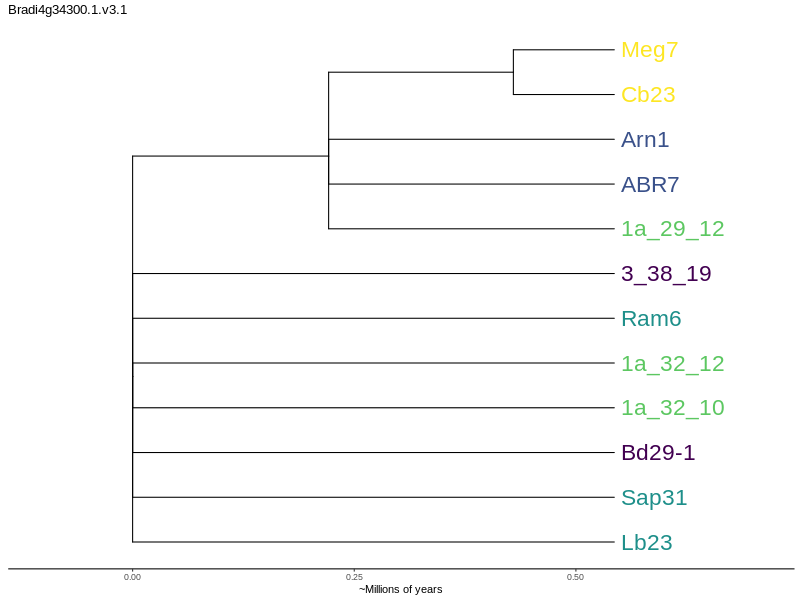 Bradi4g34300.1.v3.1
Meg7
Cb23
Arn1
ABR7
1a_29_12
3_38_19
Ram6
1a_32_12
1a_32_10
Bd29-1
Sap31
Lb23
0.00 0.25 0.50
~Millions of years